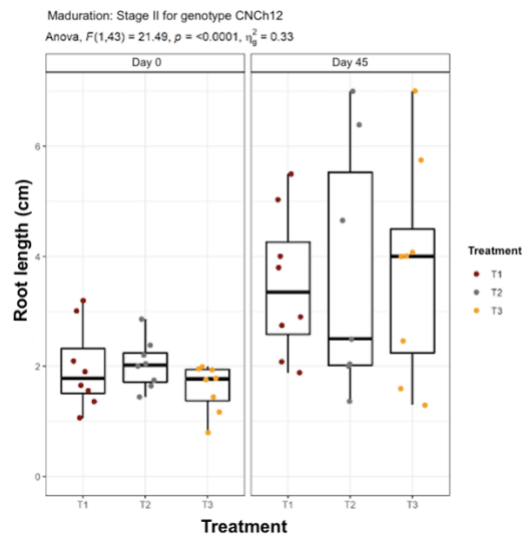 Maduration: Stage II for genotype CNCh12
Anova, F(1,43) = 21.49, p = <0.0001, η²g = 0.33
Day 0
Day 45
Root length (cm)
6
4
2
0
T1
T2
T3
T1
T2
T3
Treatment
Treatment
T1
T2
T3